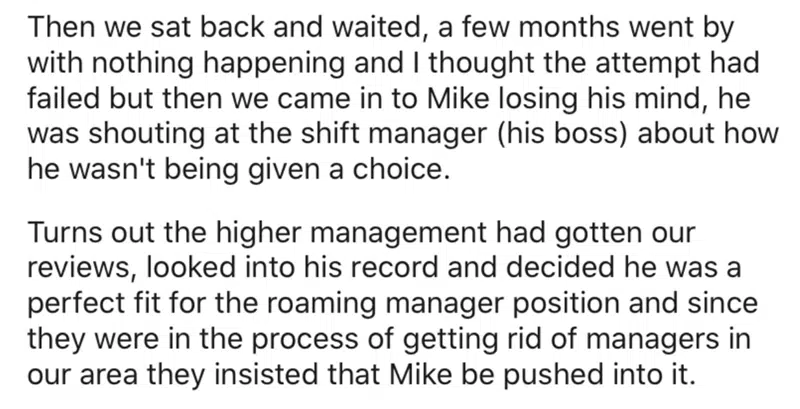 Then we sat back and waited, a few months went by
with nothing happening and I thought the attempt had
failed but then we came in to Mike losing his mind, he
was shouting at the shift manager (his boss) about how
he wasn't being given a choice.
Turns out the higher management had gotten our
reviews, looked into his record and decided he was a
perfect fit for the roaming manager position and since
they were in the process of getting rid of managers in
our area they insisted that Mike be pushed into it.